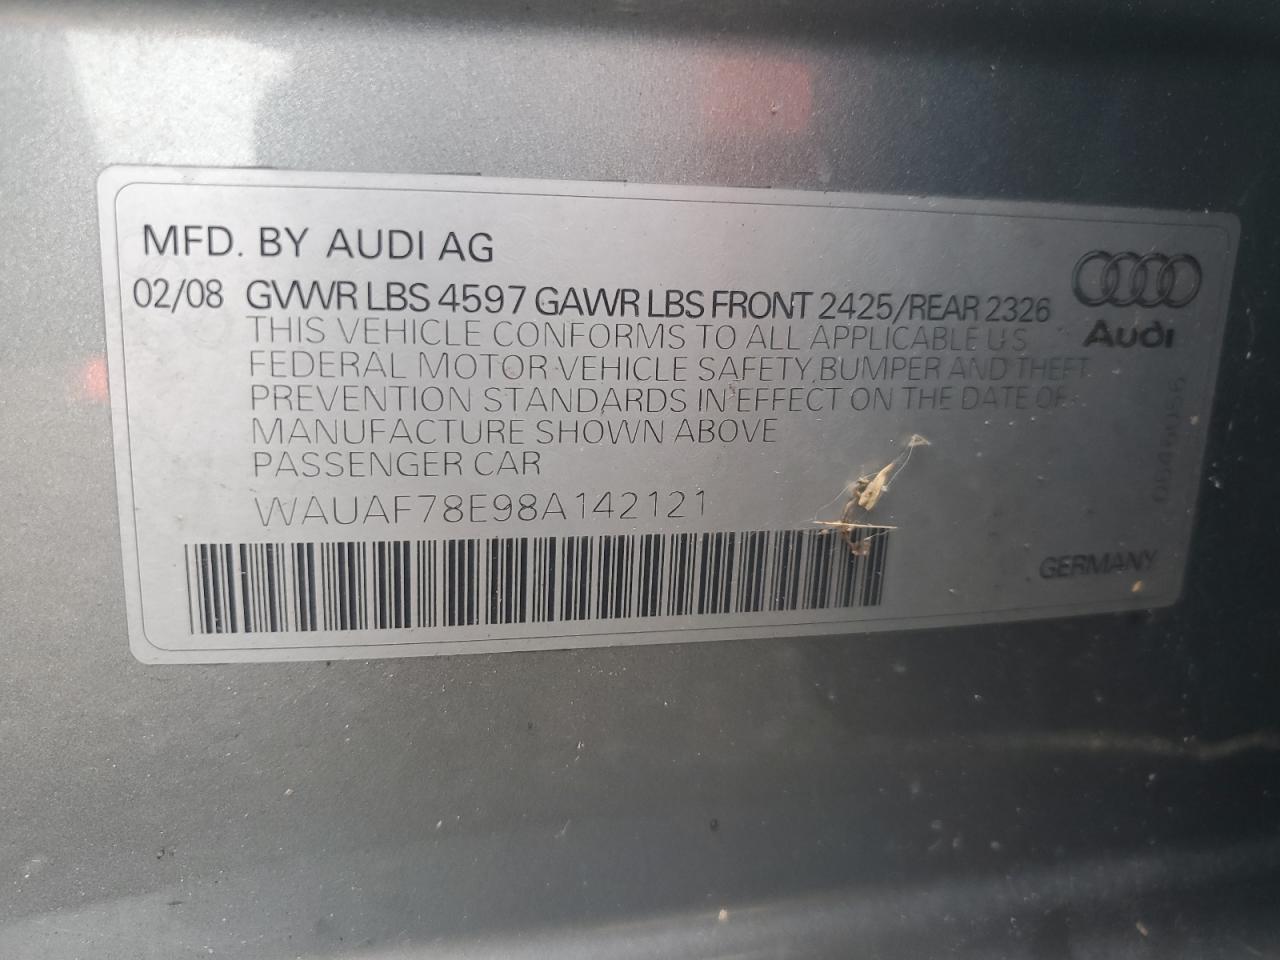 MFD. BY AUDI AG
02/08 GVWR LBS 4597 GAWR LBS FRONT 2425/REAR 2326
THIS VEHICLE CONFORMS TO ALL APPLICABLE U S
FEDERAL MOTOR VEHICLE SAFETY, BUMPER AND THEFT
PREVENTION STANDARDS IN EFFECT ON THE DATE OF
MANUFACTURE SHOWN ABOVE
PASSENGER CAR
WAUAF78E98A142121
Audi
GERMANY